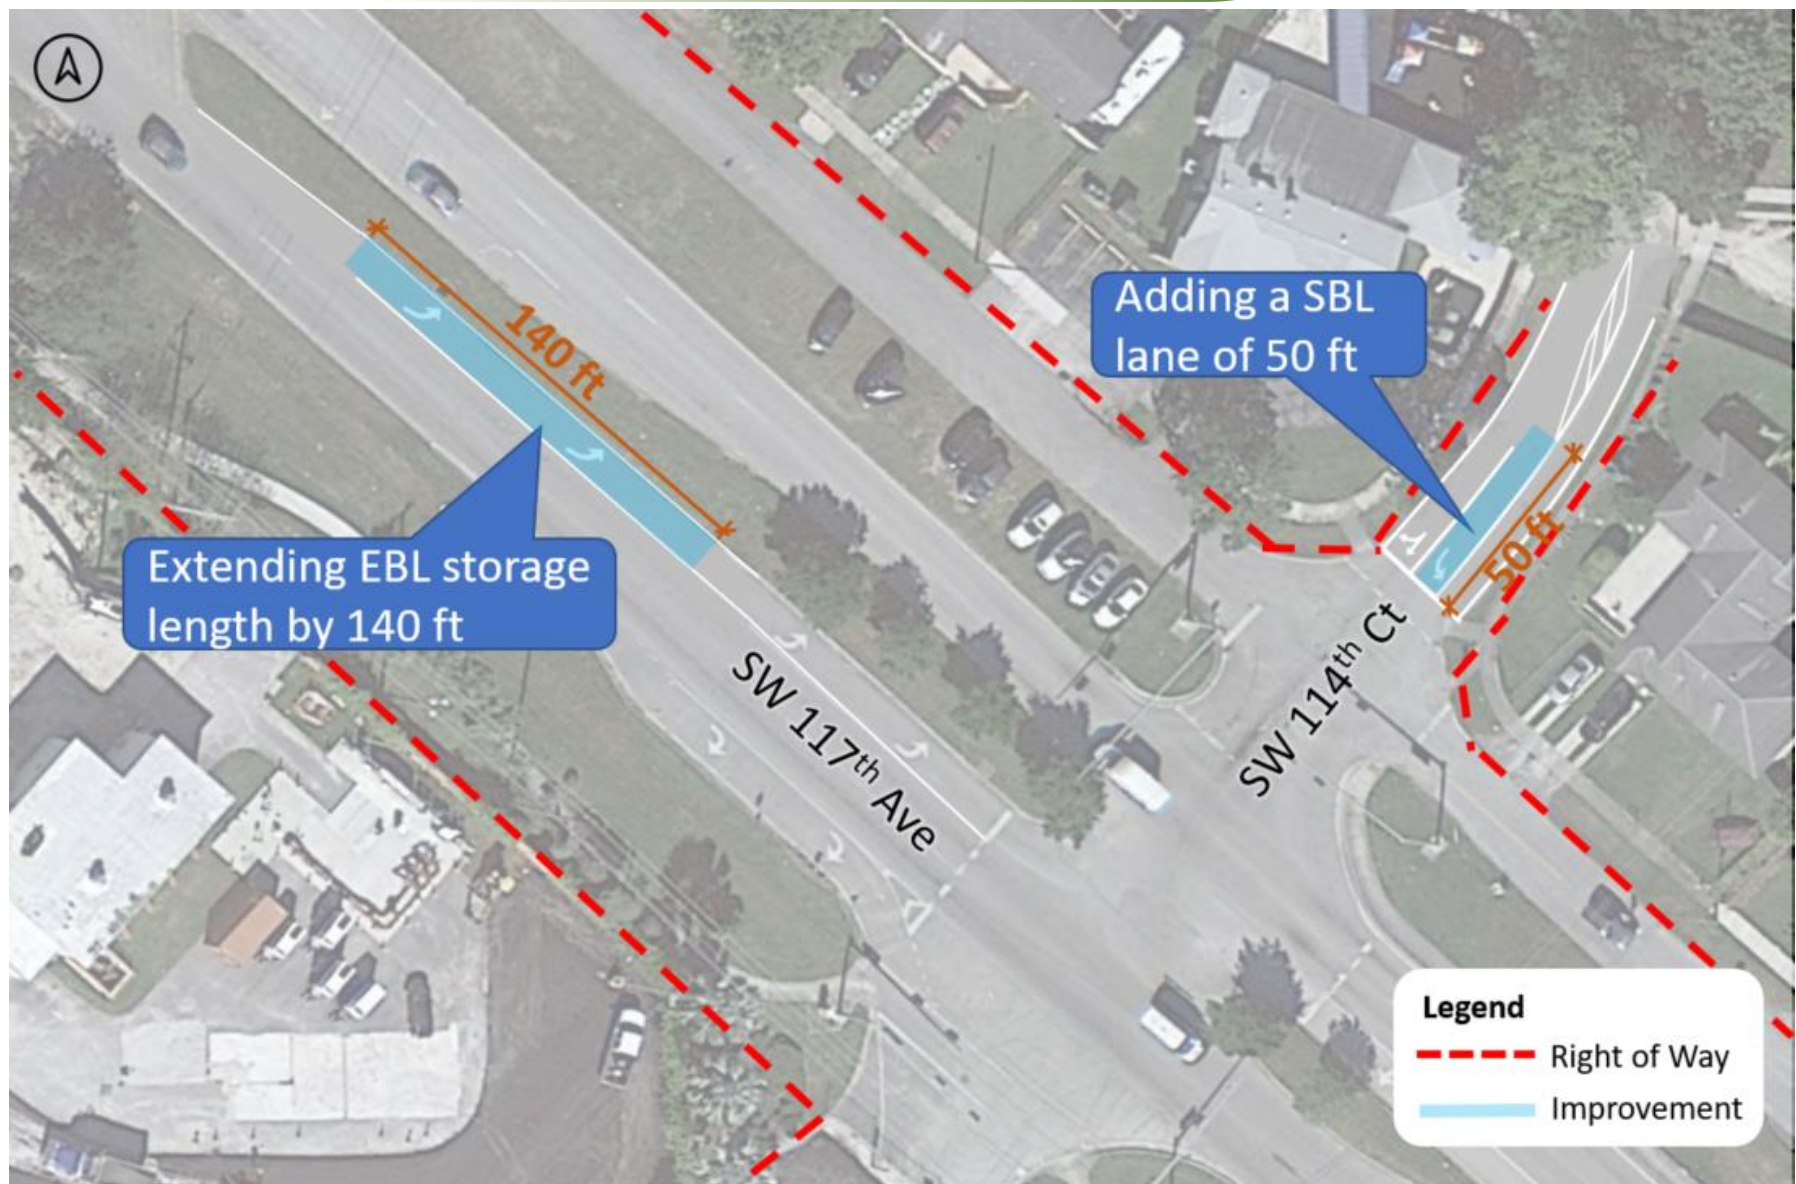 Adding a SBL
lane of 50 ft
140 ft
50 ft
Extending EBL storage
length by 140 ft
SW 117th Ave
SW 114th Ct
Legend
Right of Way
Improvement